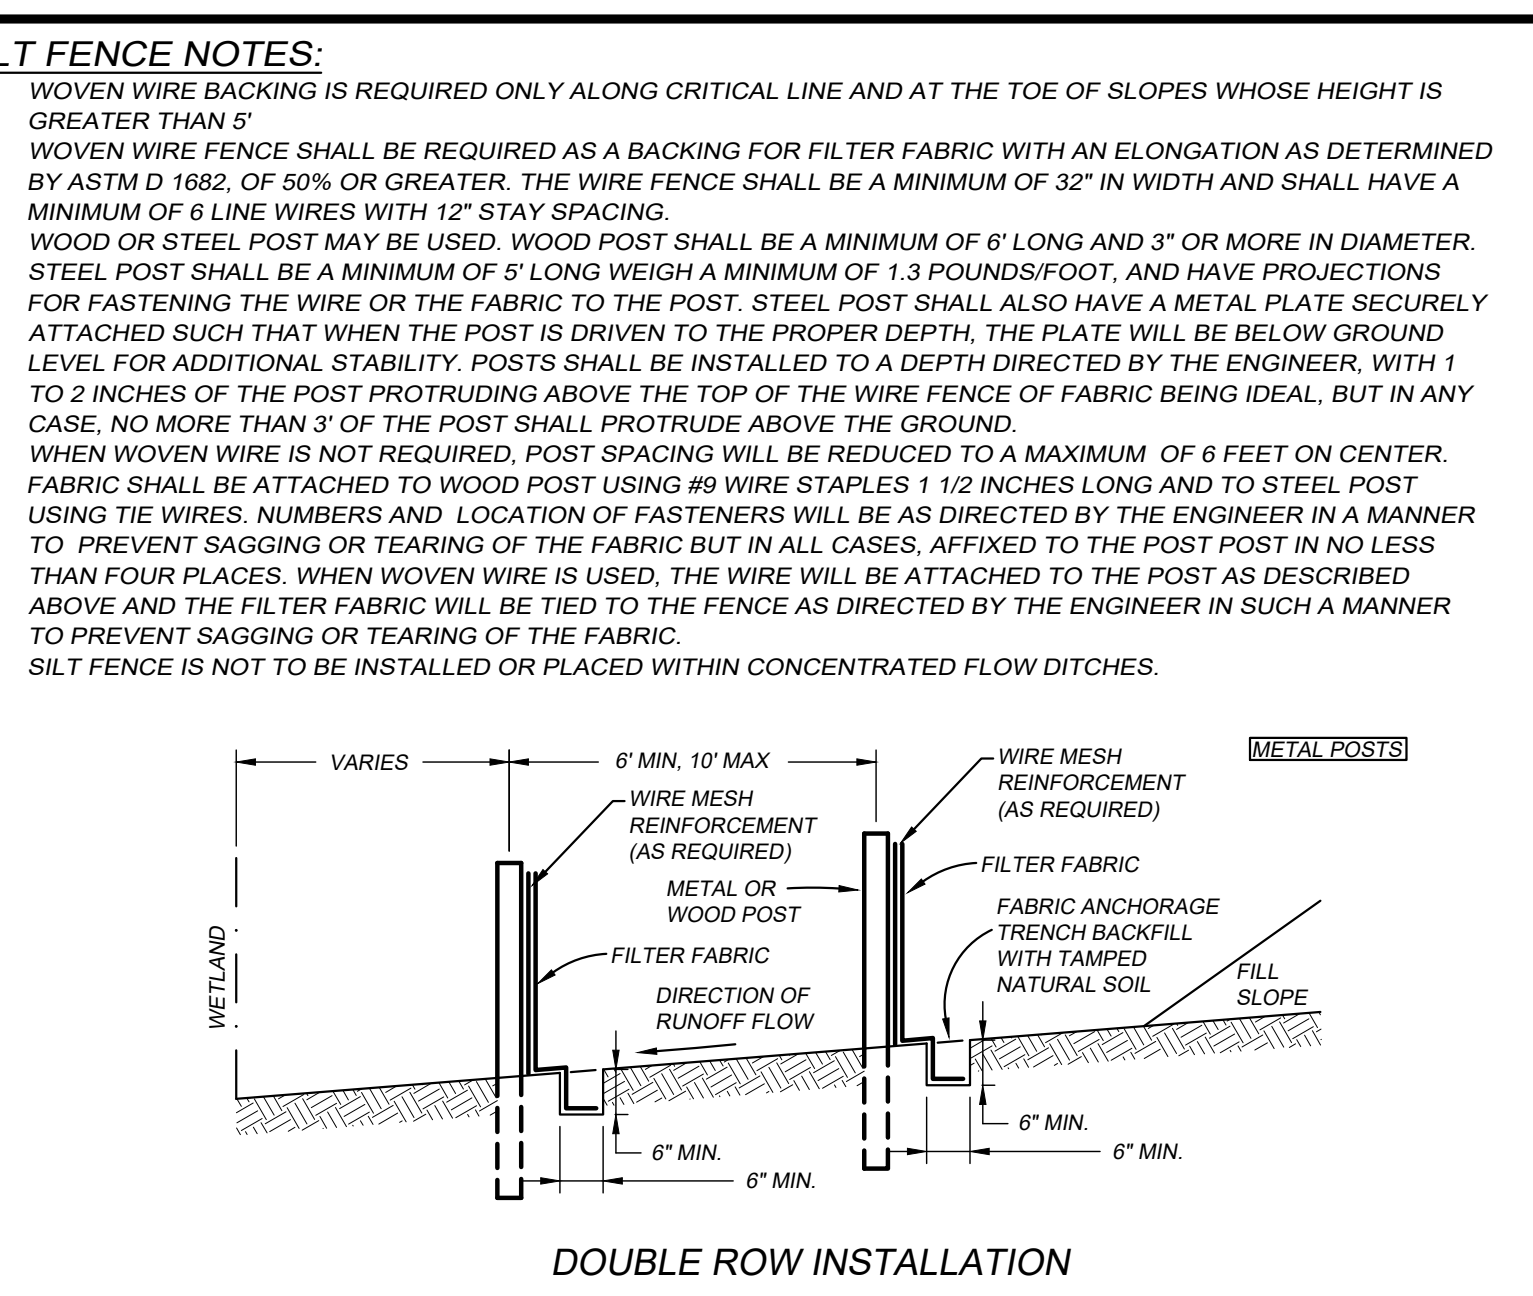 LT FENCE NOTES:
WOVEN WIRE BACKING IS REQUIRED ONLY ALONG CRITICAL LINE AND AT THE TOE OF SLOPES WHOSE HEIGHT IS
GREATER THAN 5'
WOVEN WIRE FENCE SHALL BE REQUIRED AS A BACKING FOR FILTER FABRIC WITH AN ELONGATION AS DETERMINED
BY ASTM D 1682, OF 50% OR GREATER. THE WIRE FENCE SHALL BE A MINIMUM OF 32" IN WIDTH AND SHALL HAVE A
MINIMUM OF 6 LINE WIRES WITH 12" STAY SPACING.
WOOD OR STEEL POST MAY BE USED. WOOD POST SHALL BE A MINIMUM OF 6' LONG AND 3" OR MORE IN DIAMETER.
STEEL POST SHALL BE A MINIMUM OF 5' LONG WEIGH A MINIMUM OF 1.3 POUNDS/FOOT, AND HAVE PROJECTIONS
FOR FASTENING THE WIRE OR THE FABRIC TO THE POST. STEEL POST SHALL ALSO HAVE A METAL PLATE SECURELY
ATTACHED SUCH THAT WHEN THE POST IS DRIVEN TO THE PROPER DEPTH, THE PLATE WILL BE BELOW GROUND
LEVEL FOR ADDITIONAL STABILITY. POSTS SHALL BE INSTALLED TO A DEPTH DIRECTED BY THE ENGINEER, WITH 1
TO 2 INCHES OF THE POST PROTRUDING ABOVE THE TOP OF THE WIRE FENCE OF FABRIC BEING IDEAL, BUT IN ANY
CASE, NO MORE THAN 3' OF THE POST SHALL PROTRUDE ABOVE THE GROUND.
WHEN WOVEN WIRE IS NOT REQUIRED, POST SPACING WILL BE REDUCED TO A MAXIMUM OF 6 FEET ON CENTER.
FABRIC SHALL BE ATTACHED TO WOOD POST USING #9 WIRE STAPLES 1 1/2 INCHES LONG AND TO STEEL POST
USING TIE WIRES. NUMBERS AND LOCATION OF FASTENERS WILL BE AS DIRECTED BY THE ENGINEER IN A MANNER
TO PREVENT SAGGING OR TEARING OF THE FABRIC BUT IN ALL CASES, AFFIXED TO THE POST POST IN NO LESS
THAN FOUR PLACES. WHEN WOVEN WIRE IS USED, THE WIRE WILL BE ATTACHED TO THE POST AS DESCRIBED
ABOVE AND THE FILTER FABRIC WILL BE TIED TO THE FENCE AS DIRECTED BY THE ENGINEER IN SUCH A MANNER
TO PREVENT SAGGING OR TEARING OF THE FABRIC.
SILT FENCE IS NOT TO BE INSTALLED OR PLACED WITHIN CONCENTRATED FLOW DITCHES.
VARIES
6' MIN, 10' MAX
WIRE MESH
REINFORCEMENT
(AS REQUIRED)
METAL POSTS
WIRE MESH
REINFORCEMENT
(AS REQUIRED)
METAL OR
WOOD POST
FILTER FABRIC
FABRIC ANCHORAGE
TRENCH BACKFILL
WITH TAMPED
NATURAL SOIL
FILTER FABRIC
DIRECTION OF
RUNOFF FLOW
FILL
SLOPE
WETLAND
6" MIN.
6" MIN.
6" MIN.
6" MIN.
DOUBLE ROW INSTALLATION